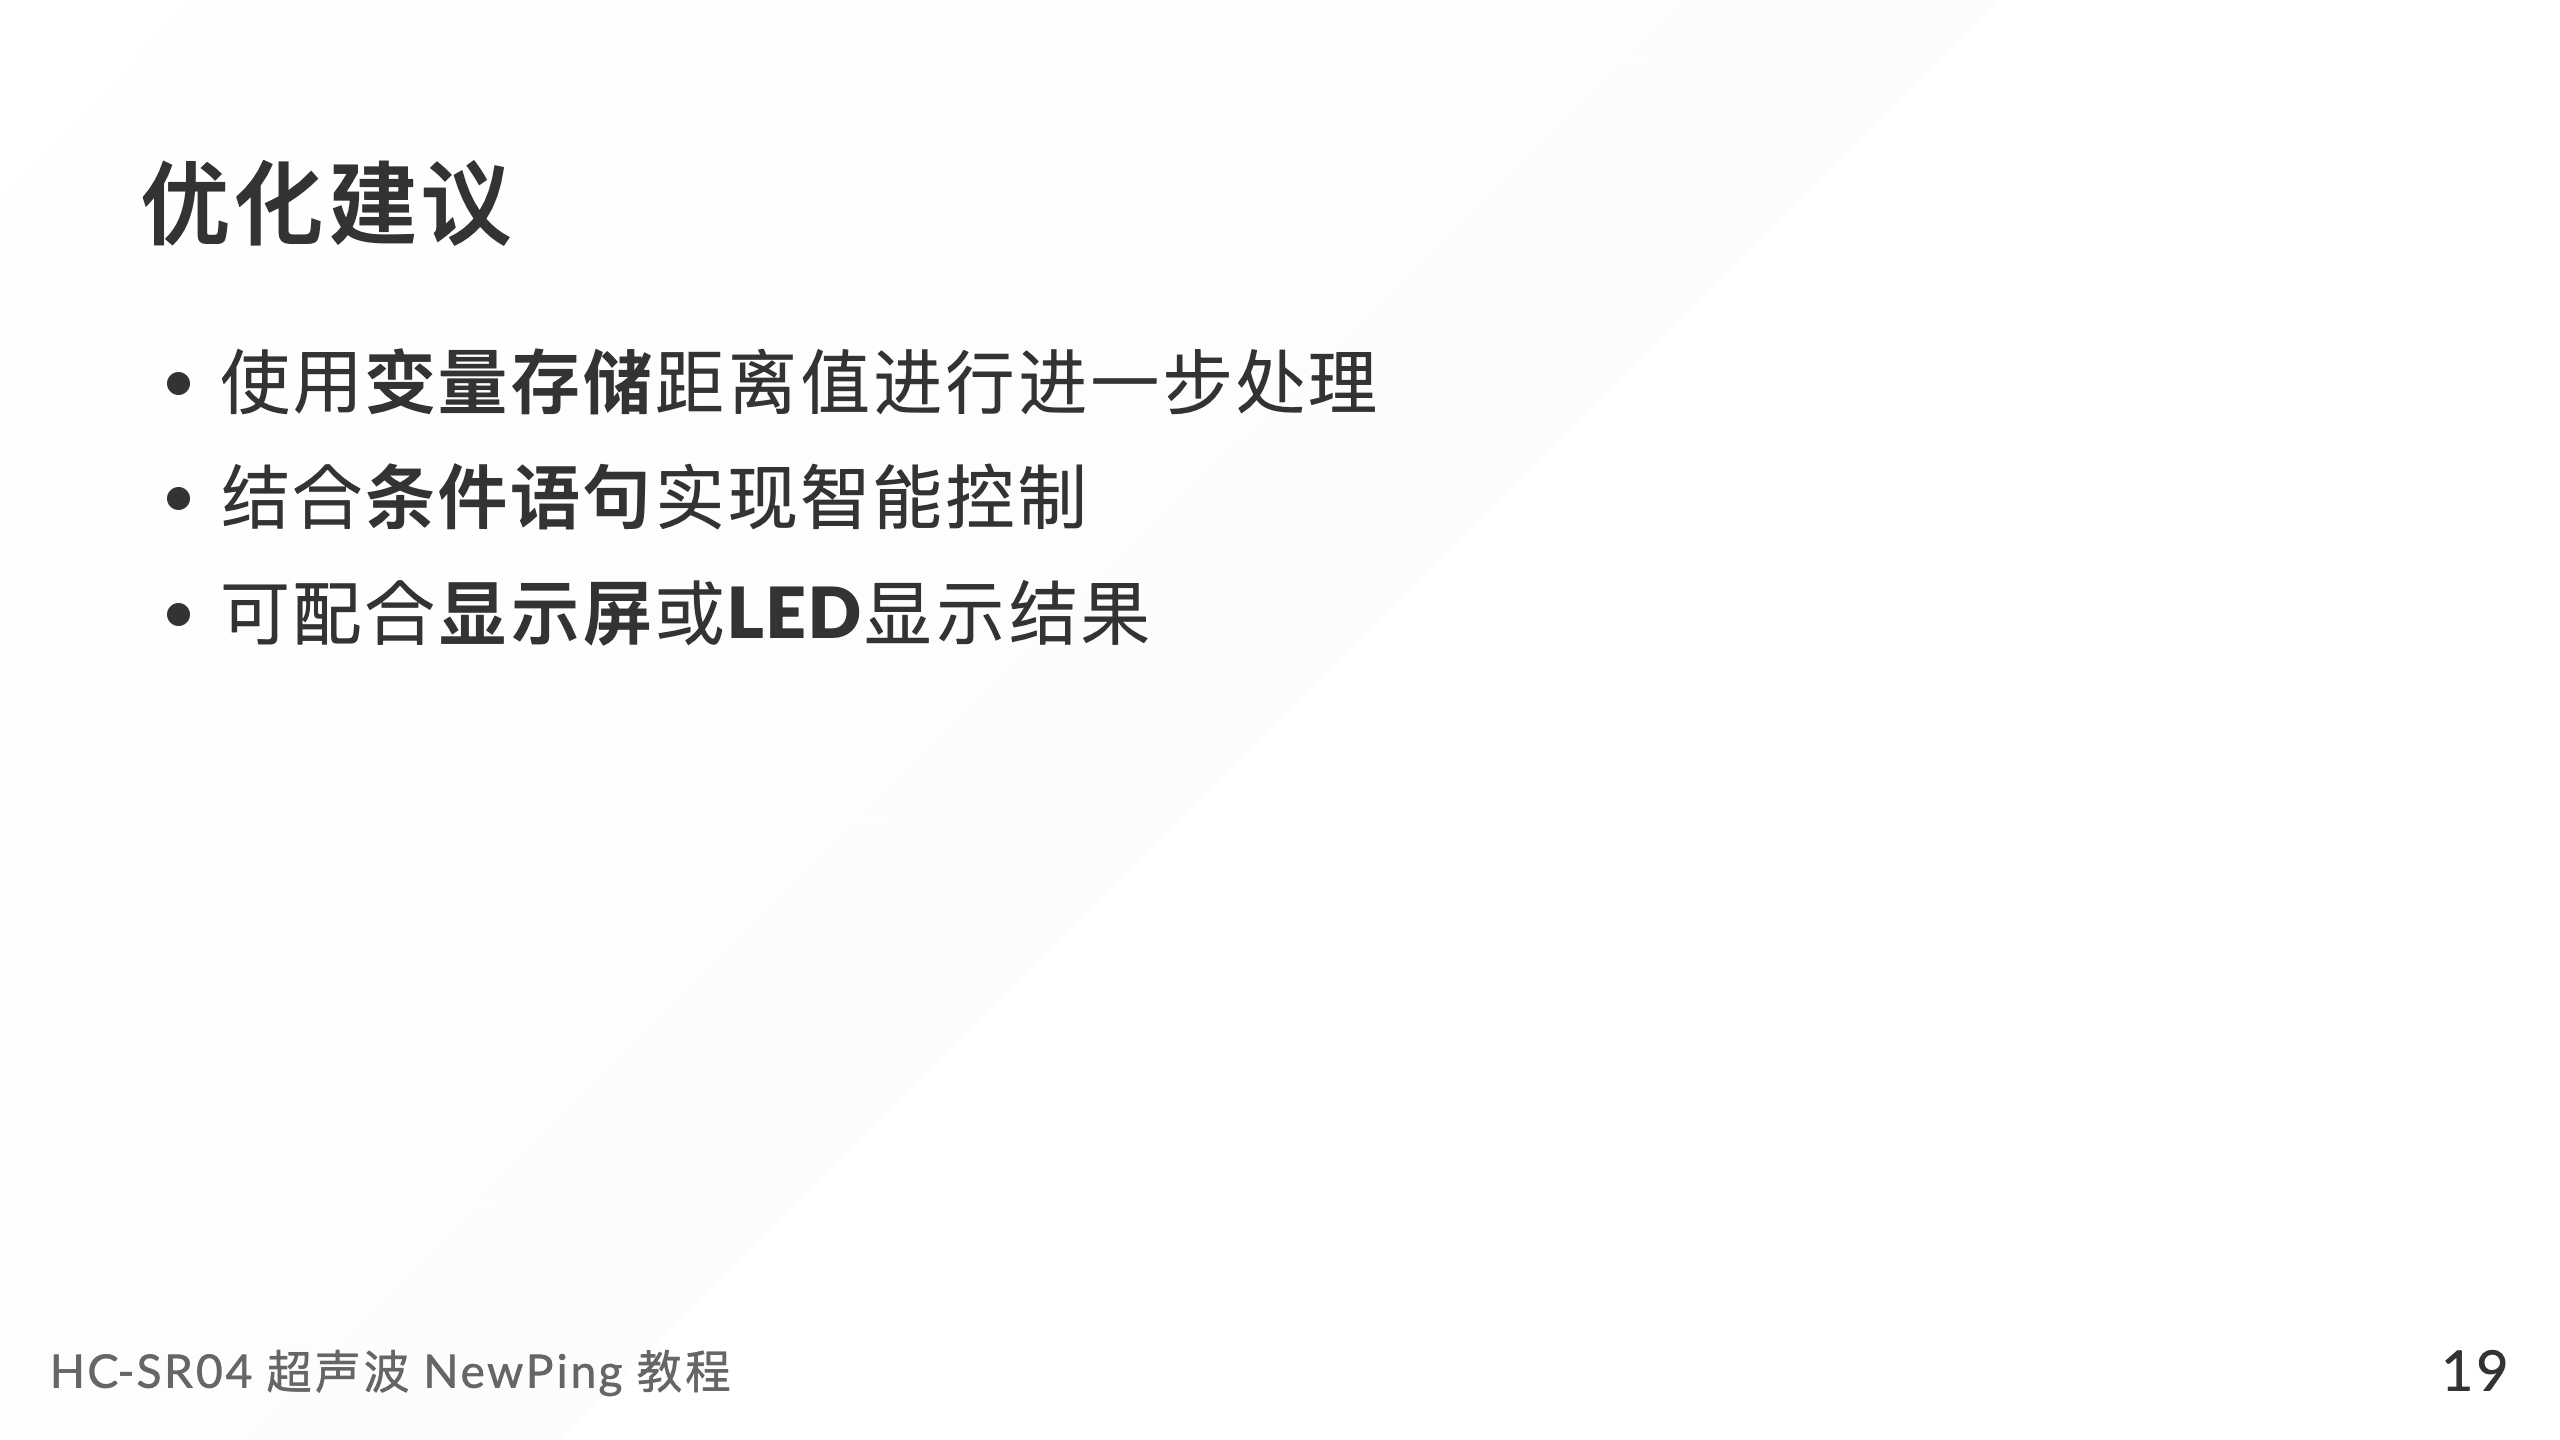 优化建议
使用变量存储距离值进行进一步处理
结合条件语句实现智能控制
可配合显示屏或LED显示结果
HC-SR04 超声波 NewPing 教程
19